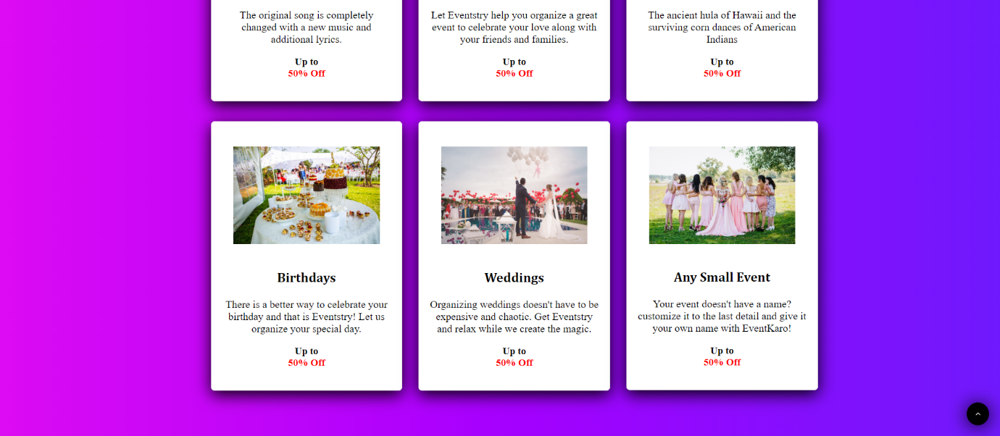 The original song is completely
changed with a new music and
additional lyrics.
Up to
50% Off
Let Eventstry help you organize a great
event to celebrate your love along with
your friends and families.
Up to
50% Off
The ancient hula of Hawaii and the
surviving corn dances of American
Indians
Up to
50% Off
Birthdays
There is a better way to celebrate your
birthday and that is Eventstry! Let us
organize your special day.
Up to
50% Off
Weddings
Organizing weddings doesn't have to be
expensive and chaotic. Get Eventstry
and relax while we create the magic.
Up to
50% Off
Any Small Event
Your event doesn't have a name?
customize it to the last detail and give it
your own name with EventKaro!
Up to
50% Off